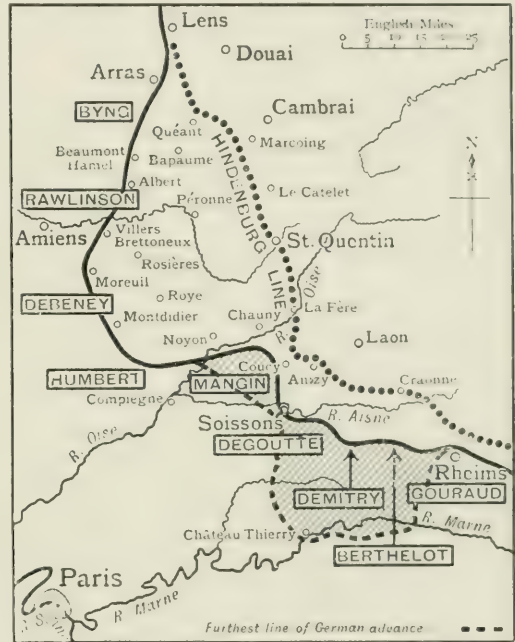 English Miles
0 5 10 15 20 25
Lens
Douai
Arras
BYNG
Cambrai
Quéant
Marcoing
Beaumont
Hamel
Bapaume
HINDENBURG LINE
Albert
Le Catelet
RAWLINSON
Péronne
Amiens
Villers
Brettoneux
St. Quentin
Rosières
Moreuil
R. Oise
DEBENEY
Roye
La Fère
Montdidier
Chauny
Noyon
Laon
HUMBERT
MANGIN
Coucy
Anizy
Craonne
Compiègne
Soissons
R. Aisne
DEGOUTTE
R. Oise
Rheims
DEMITRY
GOURAUD
R. Marne
Château Thierry
BERTHELOT
Paris
R. Marne
Furthest line of German advance